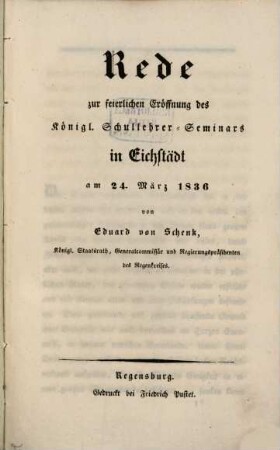 Rede
zur feierlichen Eröffnung des
Königl. Schullehrer-Seminars
in Eichstädt
am 24. März 1836
von
Eduard von Schenk,
Königl. Staatsrath, Generalcommissär und Regierungspräsidenten
des Regenkreises.
Regensburg.
Gedruckt bei Friedrich Pustet.